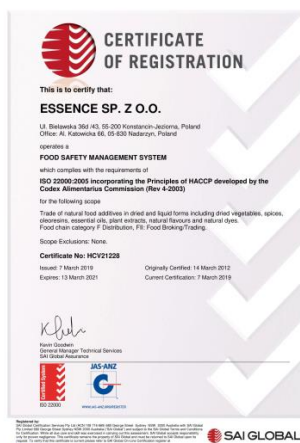 CERTIFICATE
OF REGISTRATION
This is to certify that:
ESSENCE SP. Z O.O.
Ul. Bielawska 36d /43, 55-200 Konstancin-Jeziorna, Poland
Office: Al. Katowicka 66, 05-830 Nadarzyn, Poland
operates a
FOOD SAFETY MANAGEMENT SYSTEM
which complies with the requirements of
ISO 22000:2005 incorporating the Principles of HACCP developed by the
Codex Alimentarius Commission (Rev 4-2003)
for the following scope
Trade of natural food additives in dried and liquid forms including dried vegetables, spices,
oleoresins, essential oils, plant extracts, natural flavours and natural dyes.
Food chain category F Distribution, FII: Food Broking/Trading.
Scope Exclusions: None.
Certificate No: HCV21228
Issued: 7 March 2019 Originally Certified: 14 March 2012
Expires: 13 March 2021 Current Certification: 7 March 2019
Kevin Goodwin
General Manager Technical Services
SAI Global Assurance
Certified System
JAS-ANZ
ISO 22000
Registered by:
SAI GLOBAL